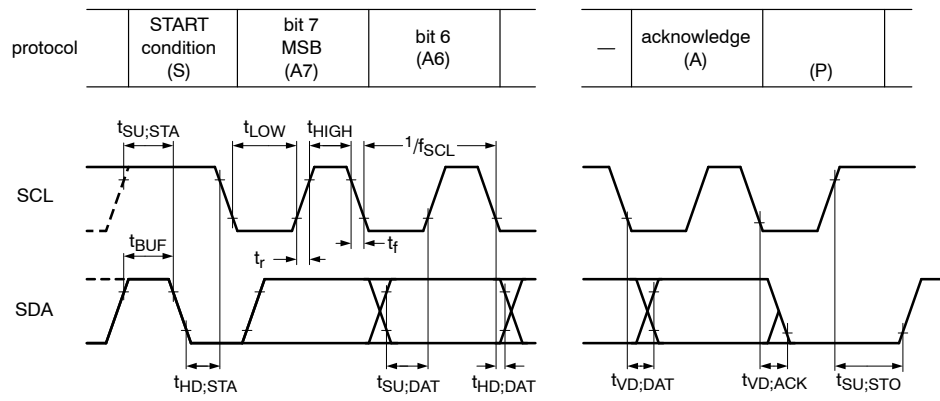 protocol
START
condition
(S)
bit 7
MSB
(A7)
bit 6
(A6)
—
acknowledge
(A)
(P)
tSU;STA
tLOW
tHIGH
1/fSCL
SCL
tBUF
tr
tf
SDA
tHD;STA
tSU;DAT
tHD;DAT
tVD;DAT
tVD;ACK
tSU;STO